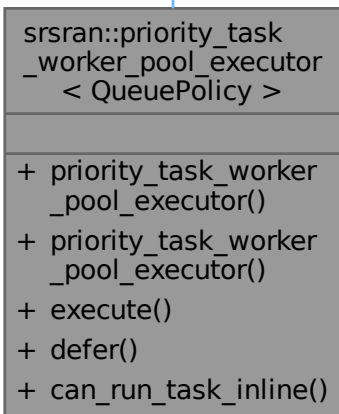 srsran::priority_task
_worker_pool_executor
< QueuePolicy >
+ priority_task_worker
_pool_executor()
+ priority_task_worker
_pool_executor()
+ execute()
+ defer()
+ can_run_task_inline()